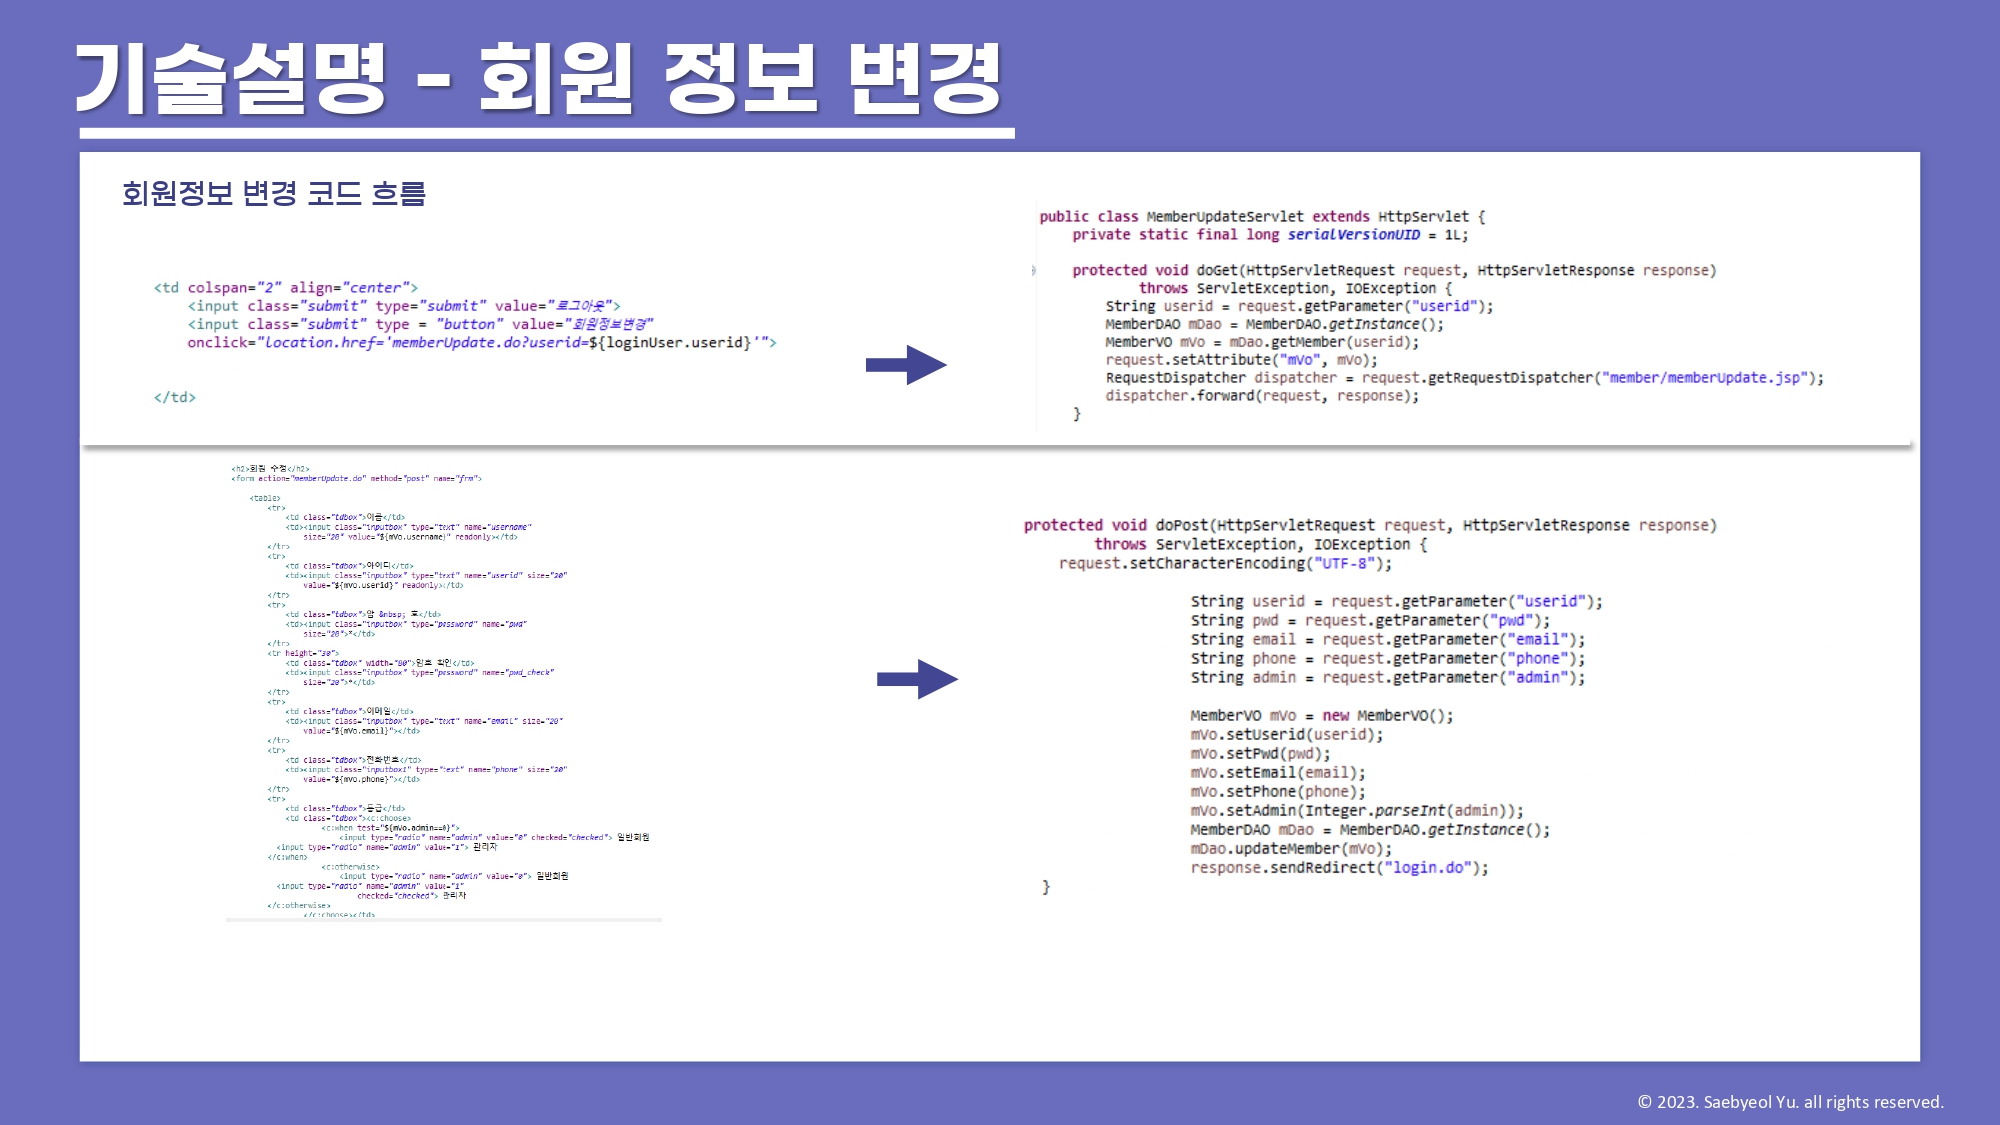 기술설명 - 회원 정보 변경
회원정보 변경 코드 흐름
<td colspan="2" align="center">
<input class="submit" type="submit" value="로그아웃">
<input class="submit" type = "button" value="회원정보변경"
onclick="location.href='memberUpdate.do?userid=${loginUser.userid}'">
</td>
public class MemberUpdateServlet extends HttpServlet {
private static final long serialVersionUID = 1L;
protected void doGet(HttpServletRequest request, HttpServletResponse response)
throws ServletException, IOException {
String userid = request.getParameter("userid");
MemberDAO mDao = MemberDAO.getInstance();
MemberVO mVo = mDao.getMember(userid);
request.setAttribute("mVo", mVo);
RequestDispatcher dispatcher = request.getRequestDispatcher("member/memberUpdate.jsp");
dispatcher.forward(request, response);
}
<h2>회원 수정</h2>
<form action="memberUpdate.do" method="post" name="frm">
<table>
<tr>
<td class="tdbox">이름</td>
<td><input class="inputbox" type="text" name="username"
size="20" value="${mVo.username}" readonly></td>
</tr>
<tr>
<td class="tdbox">아이디</td>
<td><input class="inputbox" type="text" name="userid" size="20"
value="${mVo.userid}" readonly></td>
</tr>
<tr>
<td class="tdbox">암 &nbsp; 호</td>
<td><input class="inputbox" type="password" name="pwd"
size="20">*</td>
</tr>
<tr height="30">
<td class="tdbox" width="80">암호 확인</td>
<td><input class="inputbox" type="password" name="pwd_check"
size="20">*</td>
</tr>
<tr>
<td class="tdbox">이메일</td>
<td><input class="inputbox" type="text" name="email" size="20"
value="${mVo.email}"></td>
</tr>
<tr>
<td class="tdbox">전화번호</td>
<td><input class="inputbox1" type="text" name="phone" size="20"
value="${mVo.phone}"></td>
</tr>
<tr>
<td class="tdbox">등급</td>
<td class="tdbox"><c:choose>
<c:when test="${mVo.admin==0}">
<input type="radio" name="admin" value="0" checked="checked"> 일반회원
<input type="radio" name="admin" value="1"> 관리자
</c:when>
<c:otherwise>
<input type="radio" name="admin" value="0"> 일반회원
<input type="radio" name="admin" value="1"
checked="checked"> 관리자
</c:otherwise>
</c:choose></td>
protected void doPost(HttpServletRequest request, HttpServletResponse response)
throws ServletException, IOException {
request.setCharacterEncoding("UTF-8");
String userid = request.getParameter("userid");
String pwd = request.getParameter("pwd");
String email = request.getParameter("email");
String phone = request.getParameter("phone");
String admin = request.getParameter("admin");
MemberVO mVo = new MemberVO();
mVo.setUserid(userid);
mVo.setPwd(pwd);
mVo.setEmail(email);
mVo.setPhone(phone);
mVo.setAdmin(Integer.parseInt(admin));
MemberDAO mDao = MemberDAO.getInstance();
mDao.updateMember(mVo);
response.sendRedirect("login.do");
}
© 2023. Saebyeol Yu. all rights reserved.